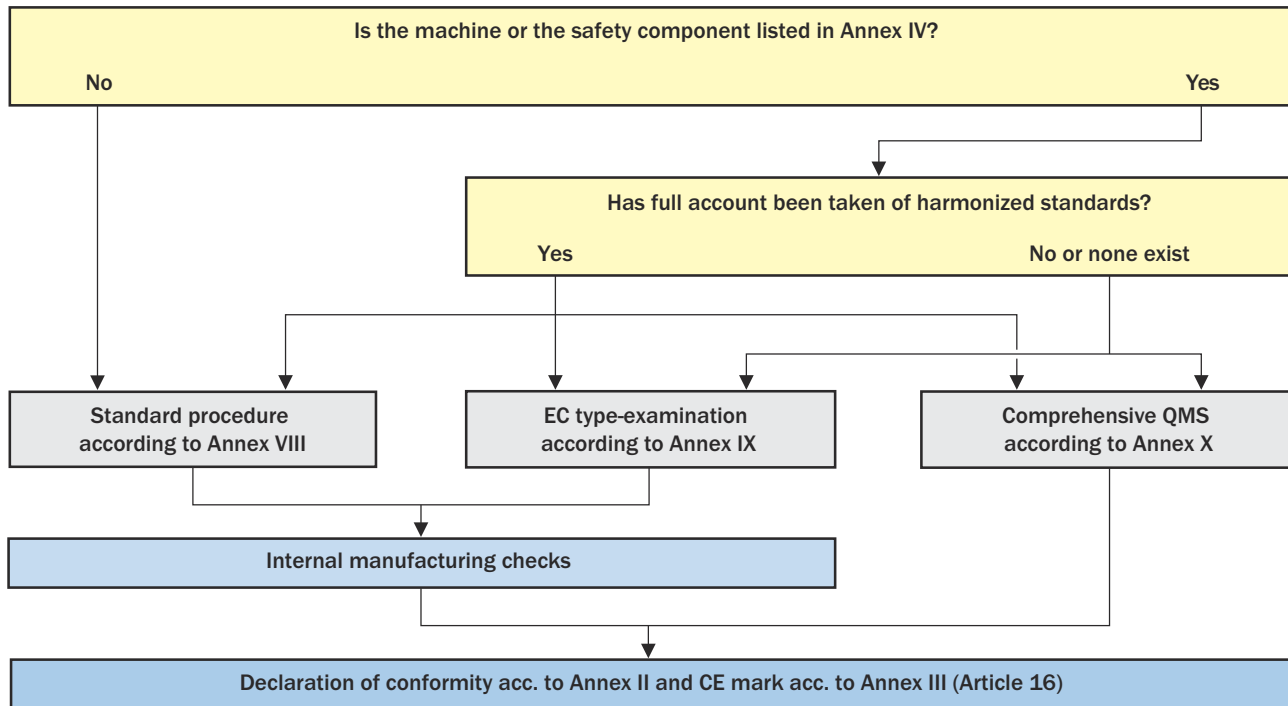 Is the machine or the safety component listed in Annex IV?
No
Yes
Has full account been taken of harmonized standards?
Yes
No or none exist
Standard procedure
according to Annex VIII
EC type-examination
according to Annex IX
Comprehensive QMS
according to Annex X
Internal manufacturing checks
Declaration of conformity acc. to Annex II and CE mark acc. to Annex III (Article 16)